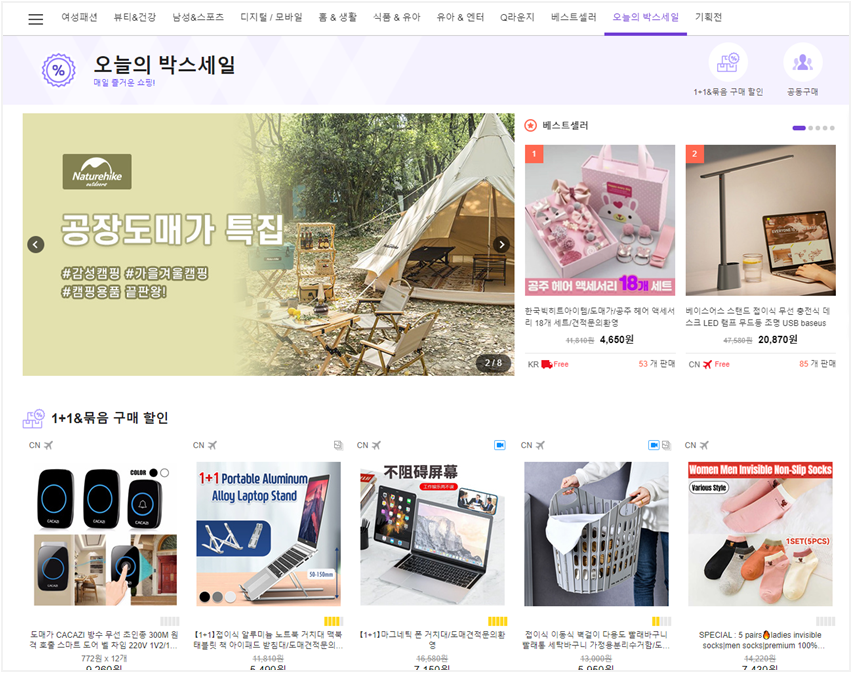 여성패션 뷰티&건강 남성&스포츠 디지털 / 모바일 홈 & 생활 식품 & 유아 유아 & 엔터 Q라운지 베스트셀러 오늘의 박스세일 기획전
%
오늘의 박스세일
매일 즐거운 쇼핑!
1+1&묶음 구매 할인
공동구매
Naturehike
outdoors
공장도매가 특집
#감성캠핑 #가을겨울캠핑
#캠핑용품 끝판왕!
2 / 8
베스트셀러
1
공주 헤어 액세서리 18개 세트
한국빅히트아이템/도매가/공주 헤어 액세서
리 18개 세트/견적문의환영
11,810원 4,650원
KR Free 53 개 판매
2
베이스어스 스탠드 접이식 무선 충전식 데
스크 LED 램프 무드등 조명 USB baseus
47,580원 20,870원
CN Free 85 개 판매
1+1&묶음 구매 할인
CN
COLOR
CACAZI
CACAZI
CACAZI
CACAZI
CACAZI
도매가 CACAZI 방수 무선 초인종 300M 원
격 호출 스마트 도어 벨 자임 220V 1V2/1...
772원 x 12개
9,260원
CN
1+1 Portable Aluminum
Alloy Laptop Stand
50-150mm
【1+1】접이식 알루미늄 노트북 거치대 맥북
태블릿 책 아이패드 받침대/도매견적문의...
11,810원
5,490원
CN
不阻碍屏幕
【1+1】마그네틱 폰 거치대/도매견적문의환
영
16,580원
7,150원
CN
접이식 이동식 벽걸이 다용도 빨래바구니
빨래통 세탁바구니 가정용분리수거함/도...
13,000원
5,950원
CN
Women Men Invisible Non-Slip Socks
Various Style
1SET(5PCS)
SPECIAL : 5 pairs🔥ladies invisible
socks|men socks|premium 100%...
14,220원
7,430원